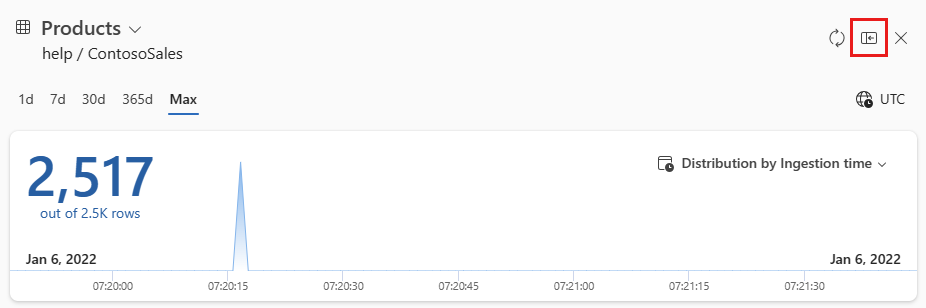 Products
help / ContosoSales
1d 7d 30d 365d Max
UTC
2,517
out of 2.5K rows
Distribution by Ingestion time
Jan 6, 2022
Jan 6, 2022
07:20:00 07:20:15 07:20:30 07:20:45 07:21:00 07:21:15 07:21:30